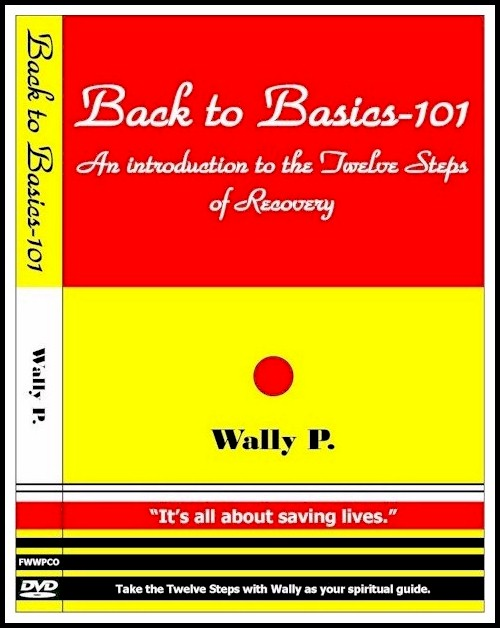 Back to Basics-101
Wally P.
FWWPCO
DVD
Back to Basics-101
An introduction to the Twelve Steps
of Recovery
Wally P.
“It’s all about saving lives.”
Take the Twelve Steps with Wally as your spiritual guide.